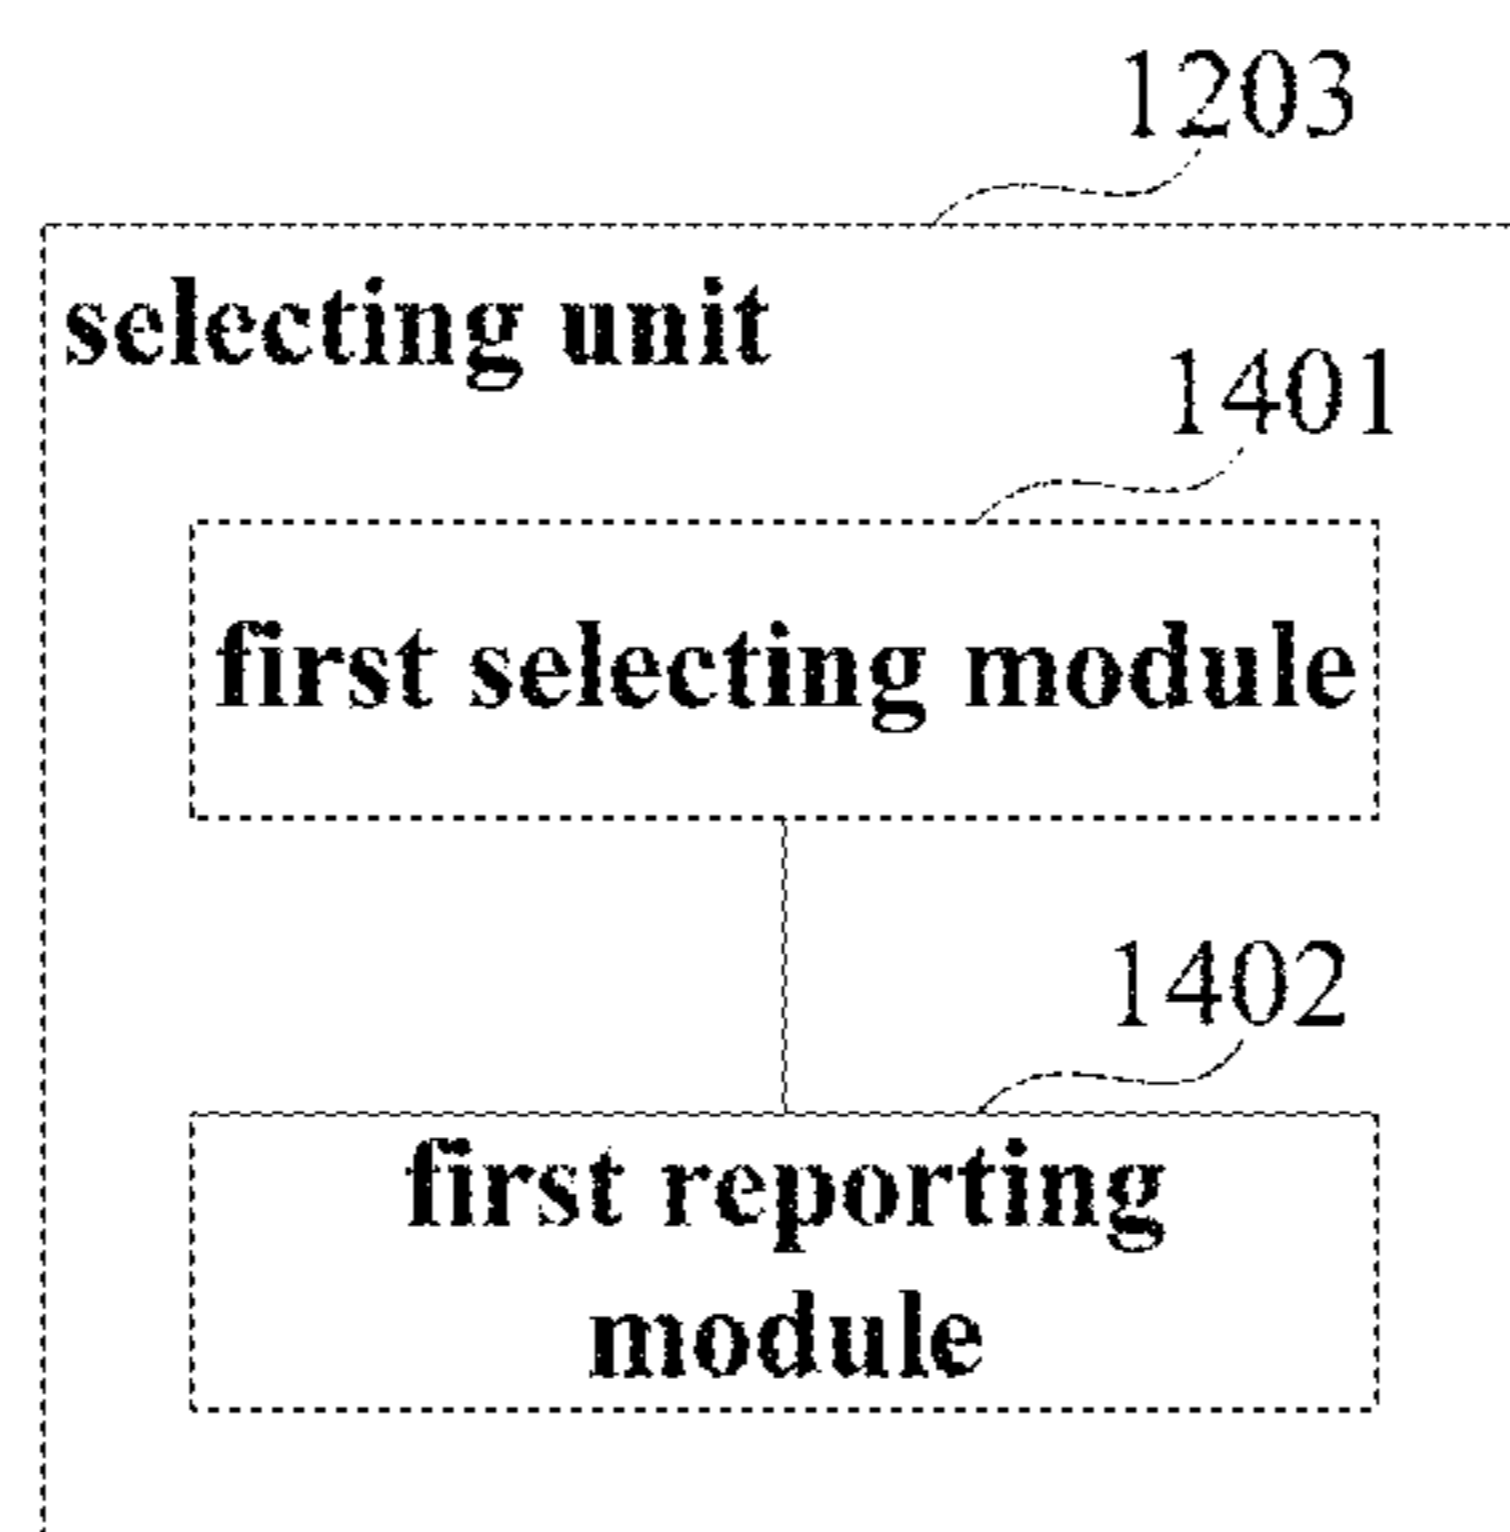 1203
selecting unit
1401
first selecting module
1402
first reporting
module